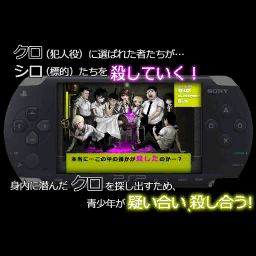 クロ(犯人役)に選ばれた者たちが…
シロ(標的)たちを殺していく!
SONY
本当に…この中の誰かが殺したのか…?
身内に潜んだクロを探し出すため、
青少年が疑い合い、殺し合う!